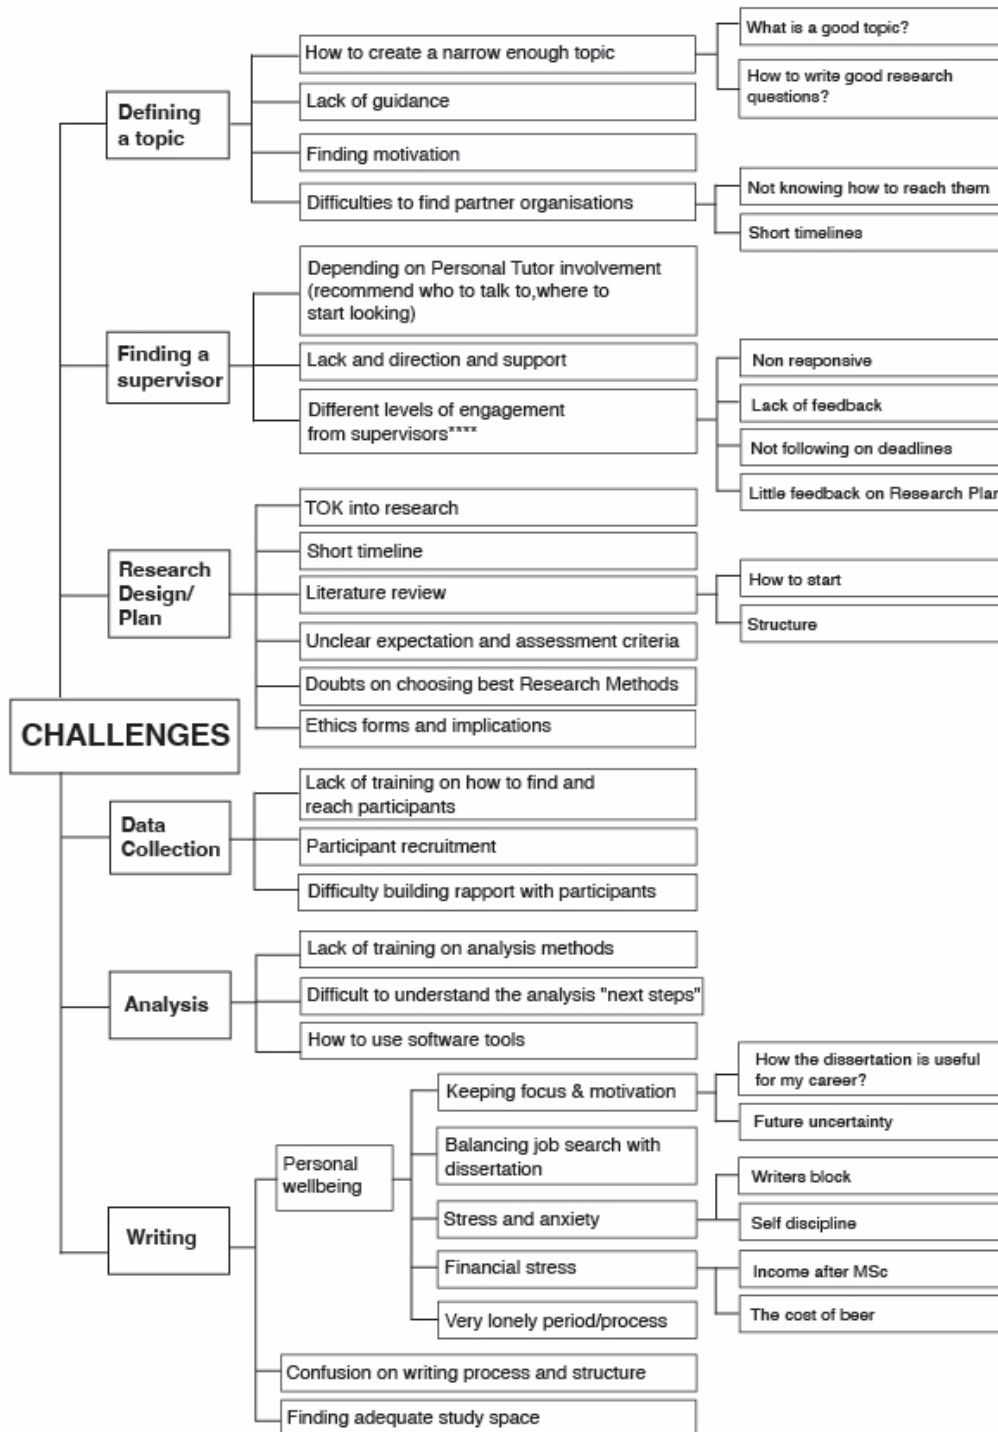 What is a good topic?
How to create a narrow enough topic
How to write good research
questions?
Defining
a topic
Lack of guidance
Finding motivation
Difficulties to find partner organisations
Not knowing how to reach them
Short timelines
Depending on Personal Tutor involvement
(recommend who to talk to,where to
start looking)
Finding a
supervisor
Lack and direction and support
Different levels of engagement
from supervisors****
Non responsive
Lack of feedback
Not following on deadlines
Little feedback on Research Plan
TOK into research
Short timeline
Research
Design/
Plan
Literature review
How to start
Structure
Unclear expectation and assessment criteria
Doubts on choosing best Research Methods
Ethics forms and implications
CHALLENGES
Lack of training on how to find and
reach participants
Data
Collection
Participant recruitment
Difficulty building rapport with participants
Lack of training on analysis methods
Analysis
Difficult to understand the analysis "next steps"
How to use software tools
Writing
Personal
wellbeing
Keeping focus & motivation
How the dissertation is useful
for my career?
Future uncertainty
Balancing job search with
dissertation
Stress and anxiety
Writers block
Self discipline
Financial stress
Income after MSc
The cost of beer
Very lonely period/process
Confusion on writing process and structure
Finding adequate study space